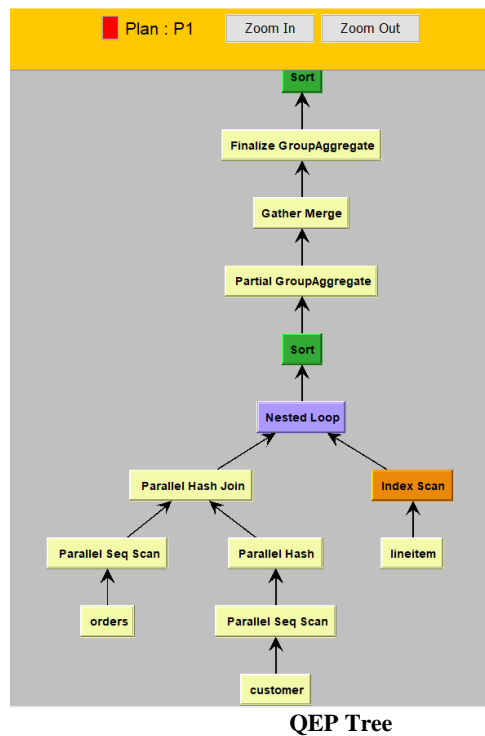 Plan : P1 Zoom In Zoom Out
Sort
Finalize GroupAggregate
Gather Merge
Partial GroupAggregate
Sort
Nested Loop
Parallel Hash Join Index Scan
Parallel Seq Scan Parallel Hash lineitem
orders Parallel Seq Scan
customer
QEP Tree